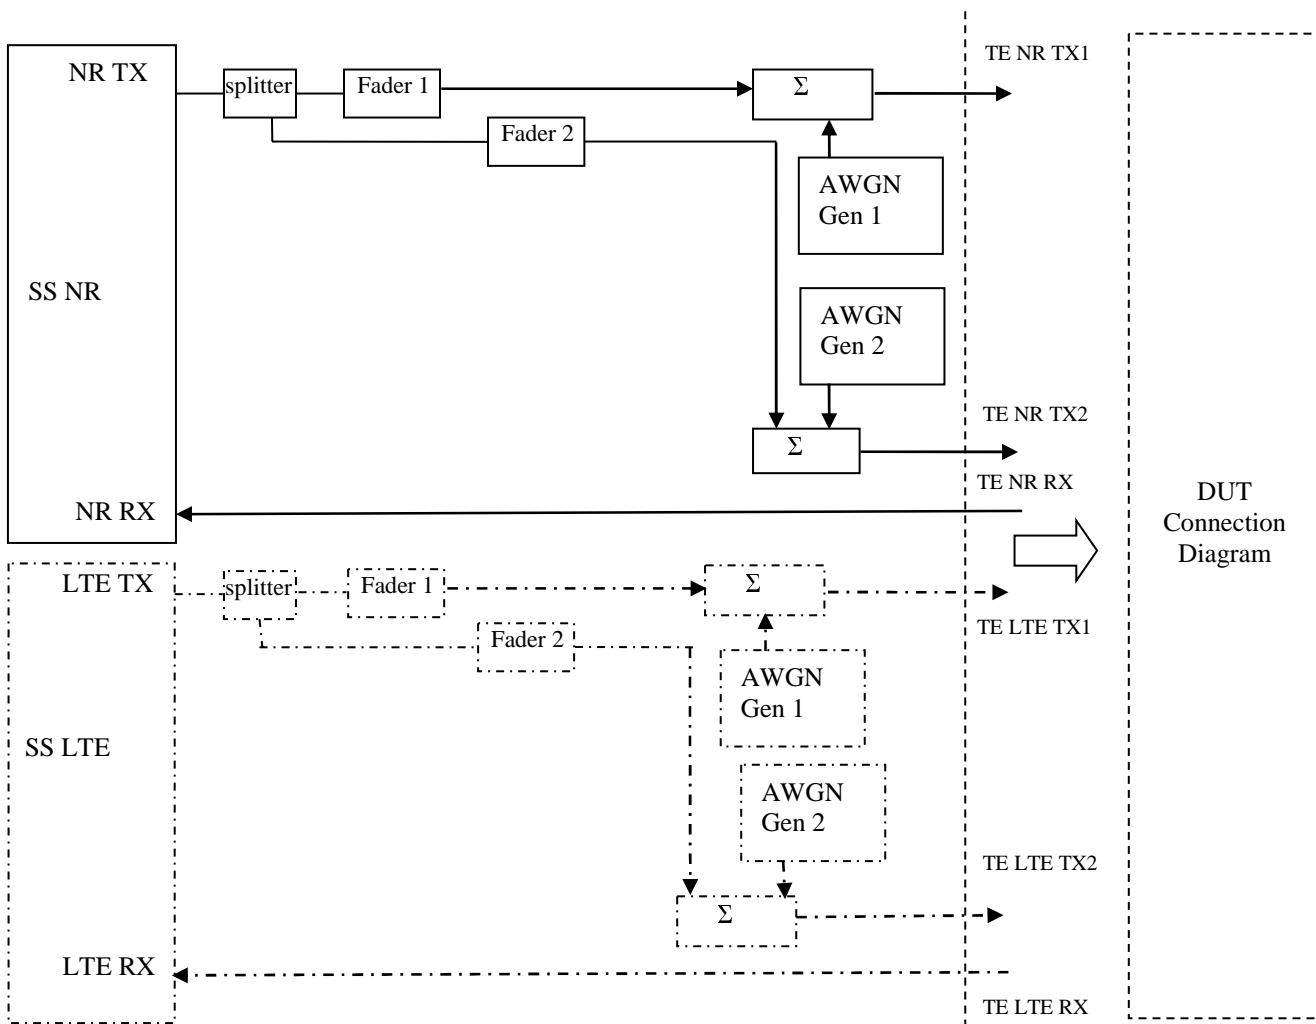 TE NR TX1
NR TX
splitter
Fader 1
Σ
Fader 2
AWGN
Gen 1
SS NR
AWGN
Gen 2
TE NR TX2
Σ
TE NR RX
NR RX
DUT
Connection
Diagram
LTE TX
splitter
Fader 1
Σ
TE LTE TX1
Fader 2
AWGN
Gen 1
SS LTE
AWGN
Gen 2
TE LTE TX2
Σ
LTE RX
TE LTE RX